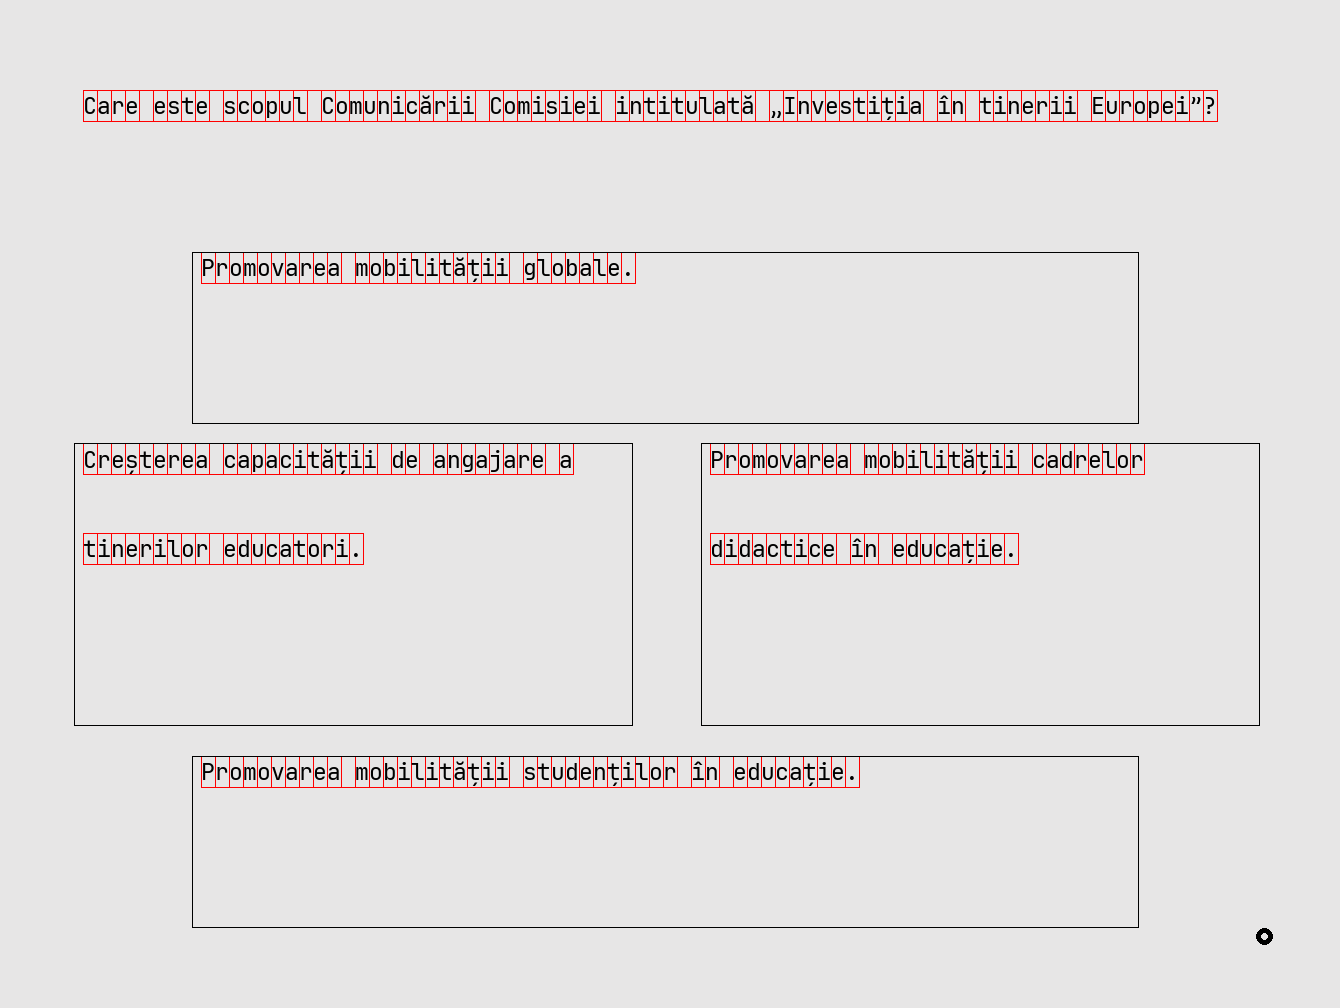 Care este scopul Comunicării Comisiei intitulată „Investiția în tinerii Europei”?
Promovarea mobilității globale.
Creșterea capacității de angajare a
tinerilor educatori.
Promovarea mobilității cadrelor
didactice în educație.
Promovarea mobilității studenților în educație.